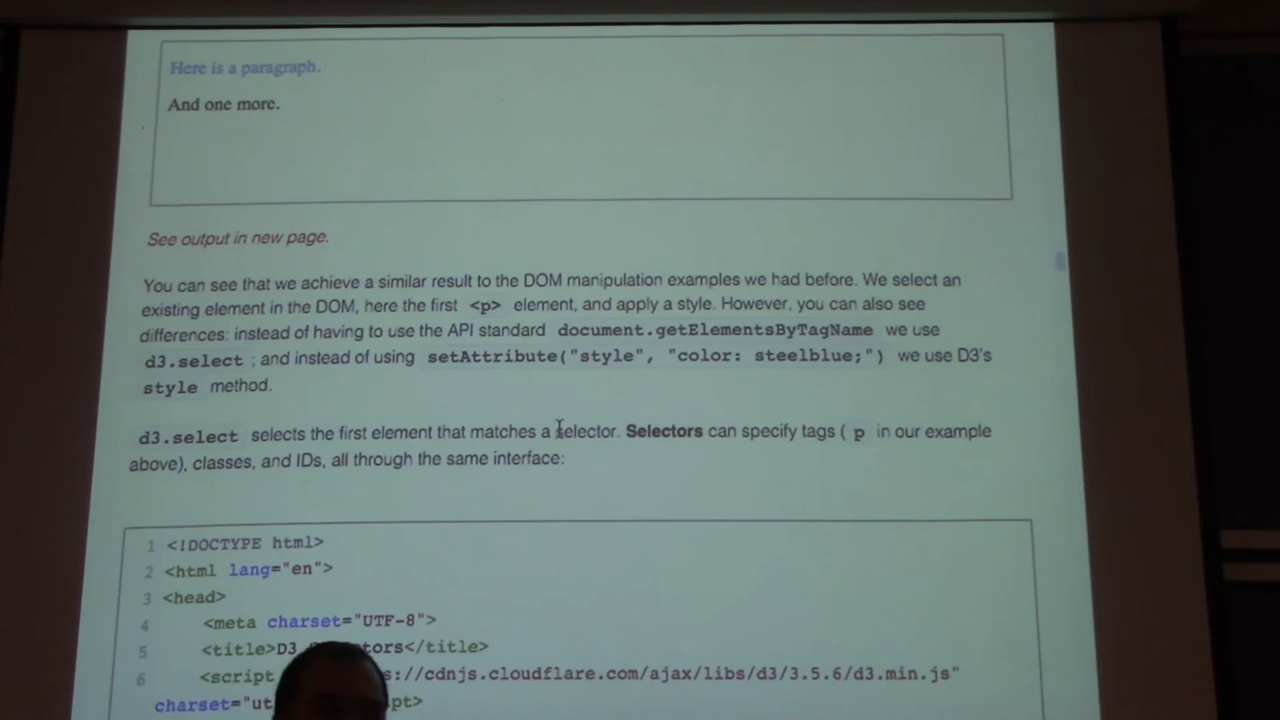 Here is a paragraph.
And one more.
See output in new page.
You can see that we achieve a similar result to the DOM manipulation examples we had before. We select an
existing element in the DOM, here the first <p> element, and apply a style. However, you can also see
differences: instead of having to use the API standard document.getElementsByTagName we use
d3.select ; and instead of using setAttribute("style", "color: steelblue;") we use D3's
style method.
d3.select selects the first element that matches a selector. Selectors can specify tags ( p in our example
above), classes, and IDs, all through the same interface:
1 <!DOCTYPE html>
2 <html lang="en">
3 <head>
4 <meta charset="UTF-8">
5 <title>D3 tors</title>
6 <script s://cdnjs.cloudflare.com/ajax/libs/d3/3.5.6/d3.min.js"
charset="ut pt>